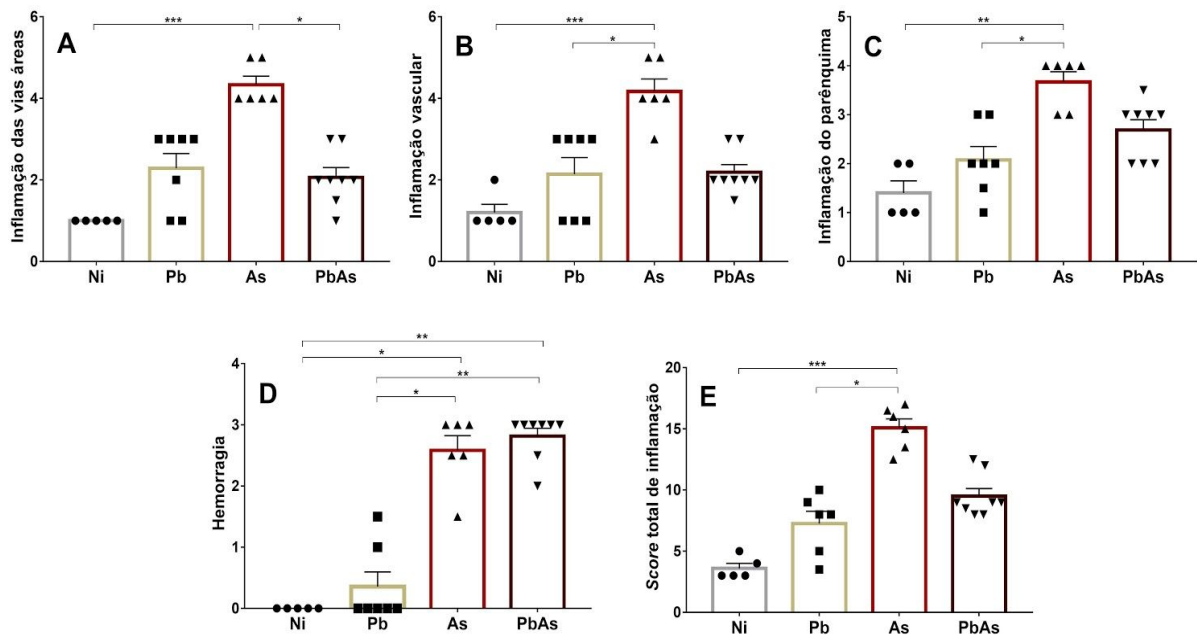 A
Inflamação das vias áreas
6
4
2
0
***
*
Ni Pb As PbAs
B
Inflamação vascular
6
4
2
0
***
*
Ni Pb As PbAs
C
Inflamação do parênquima
5
4
3
2
1
0
**
*
Ni Pb As PbAs
D
Hemorragia
4
3
2
1
0
**
*
**
*
Ni Pb As PbAs
E
Score total de inflamação
20
15
10
5
0
***
*
Ni Pb As PbAs